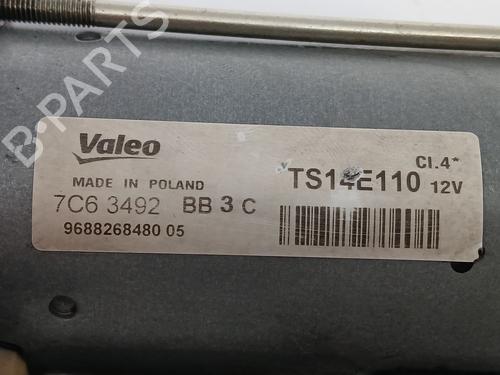 B-PARTS
Valeo
Cl.4*
MADE IN POLAND
TS14E110 12V
7C6 3492 BB 3 C
9688268480 05